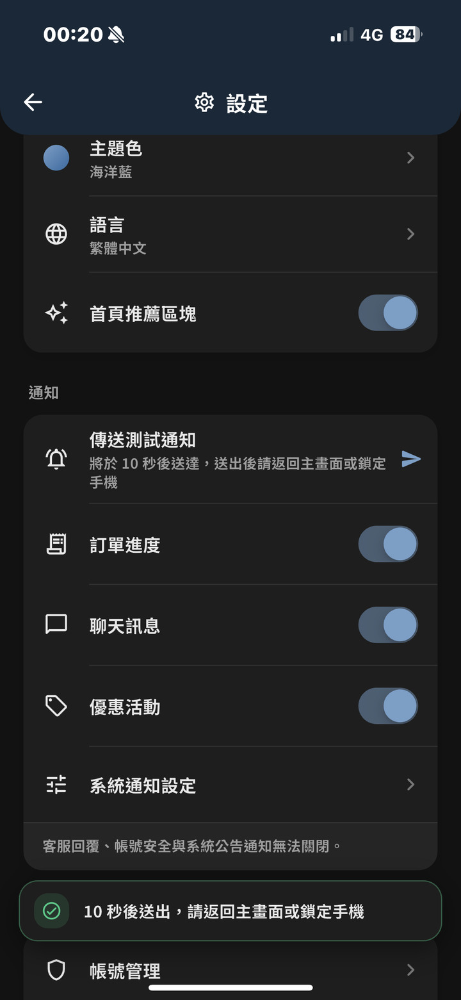 00:20
4G
84
設定
主題色
海洋藍
語言
繁體中文
首頁推薦區塊
通知
傳送測試通知
將於 10 秒後送達，送出後請返回主畫面或鎖定
手機
訂單進度
聊天訊息
優惠活動
系統通知設定
客服回覆、帳號安全與系統公告通知無法關閉。
10 秒後送出，請返回主畫面或鎖定手機
帳號管理